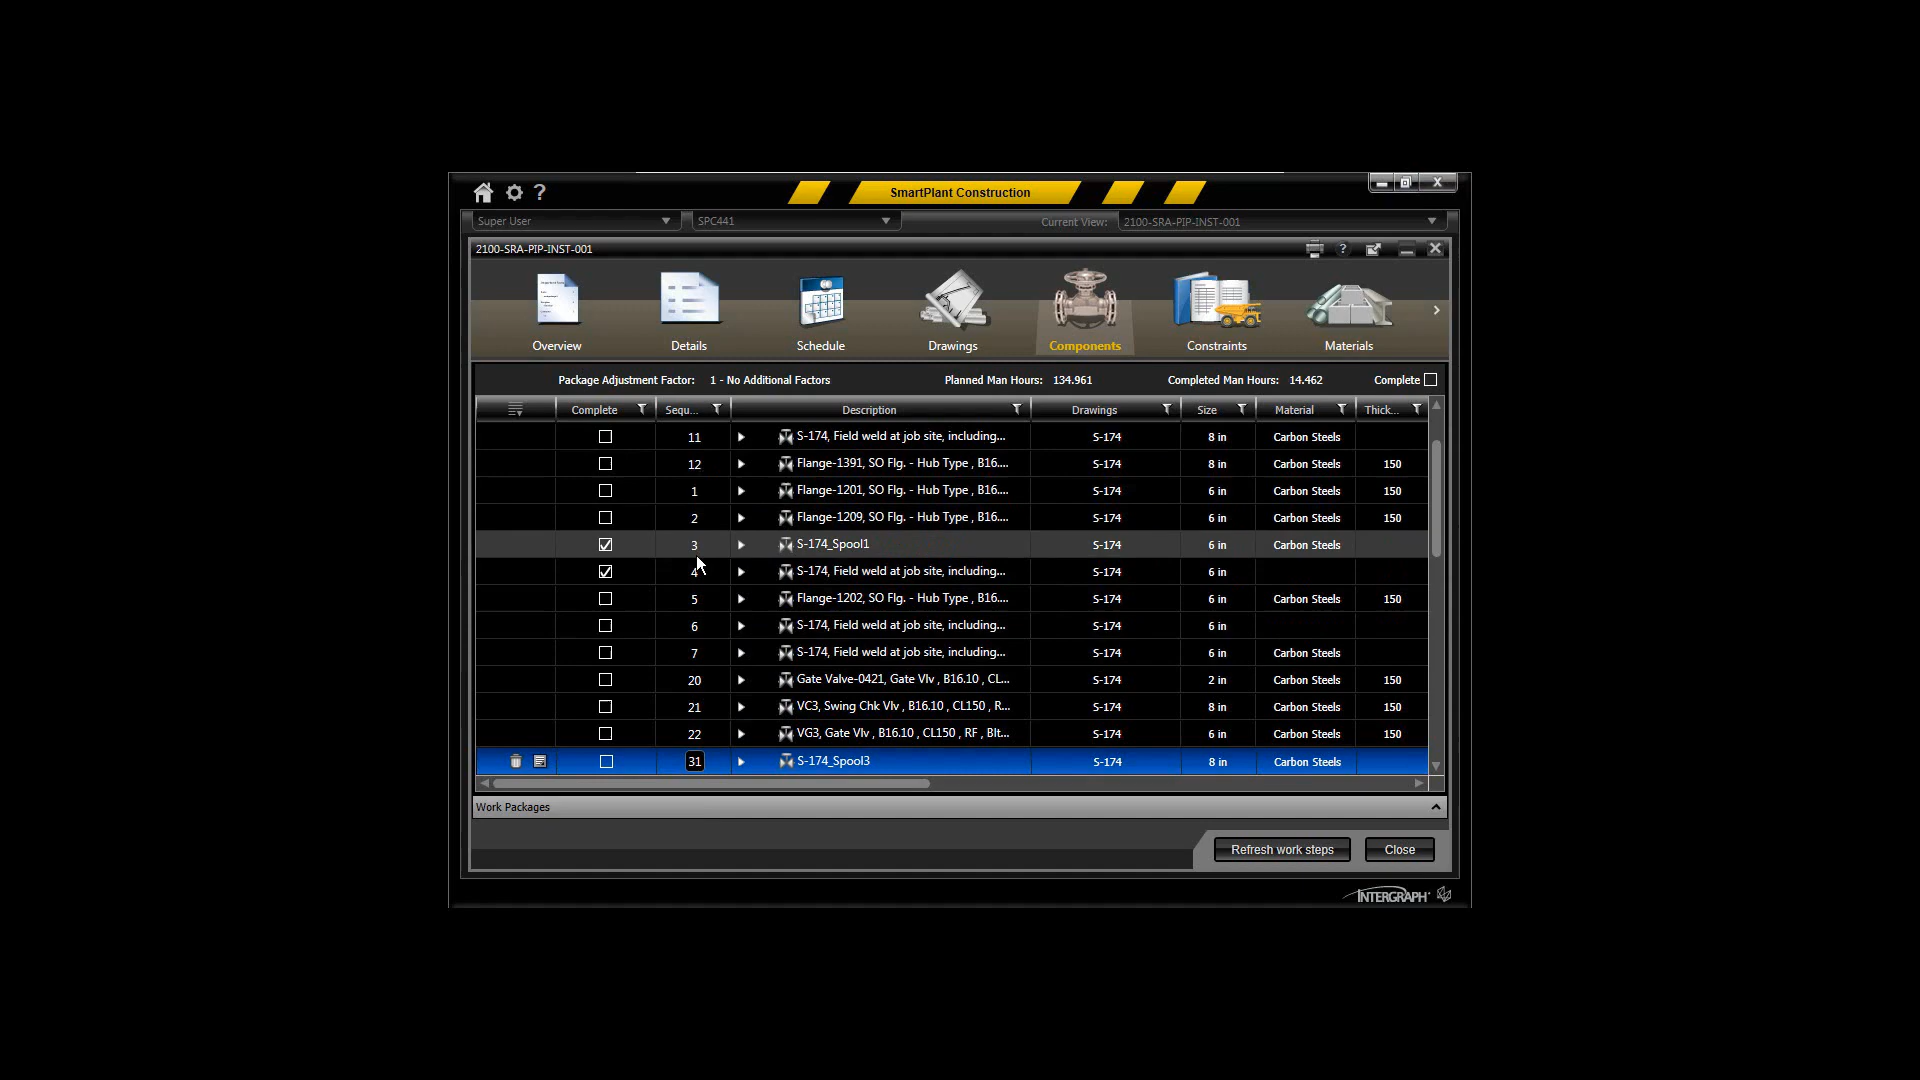 ? SmartPlant Construction X
Super User SPC441 Current View: 2100-SRA-PIP-INST-001
2100-SRA-PIP-INST-001 ?
Overview Details Schedule Drawings Components Constraints Materials
Package Adjustment Factor: 1 - No Additional Factors Planned Man Hours: 134.961 Completed Man Hours: 14.462 Complete
Complete Sequ... Description Drawings Size Material Thick...
11 S-174, Field weld at job site, including... S-174 8 in Carbon Steels
12 Flange-1391, SO Flg. - Hub Type , B16.... S-174 8 in Carbon Steels 150
1 Flange-1201, SO Flg. - Hub Type , B16.... S-174 6 in Carbon Steels 150
2 Flange-1209, SO Flg. - Hub Type , B16.... S-174 6 in Carbon Steels 150
3 S-174_Spool1 S-174 6 in Carbon Steels
4 S-174, Field weld at job site, including... S-174 6 in
5 Flange-1202, SO Flg. - Hub Type , B16.... S-174 6 in Carbon Steels 150
6 S-174, Field weld at job site, including... S-174 6 in
7 S-174, Field weld at job site, including... S-174 6 in Carbon Steels
20 Gate Valve-0421, Gate Vlv , B16.10 , CL... S-174 2 in Carbon Steels 150
21 VC3, Swing Chk Vlv , B16.10 , CL150 , R... S-174 8 in Carbon Steels 150
22 VG3, Gate Vlv , B16.10 , CL150 , RF , Blt... S-174 6 in Carbon Steels 150
31 S-174_Spool3 S-174 8 in Carbon Steels
Work Packages
Refresh work steps Close
INTERGRAPH